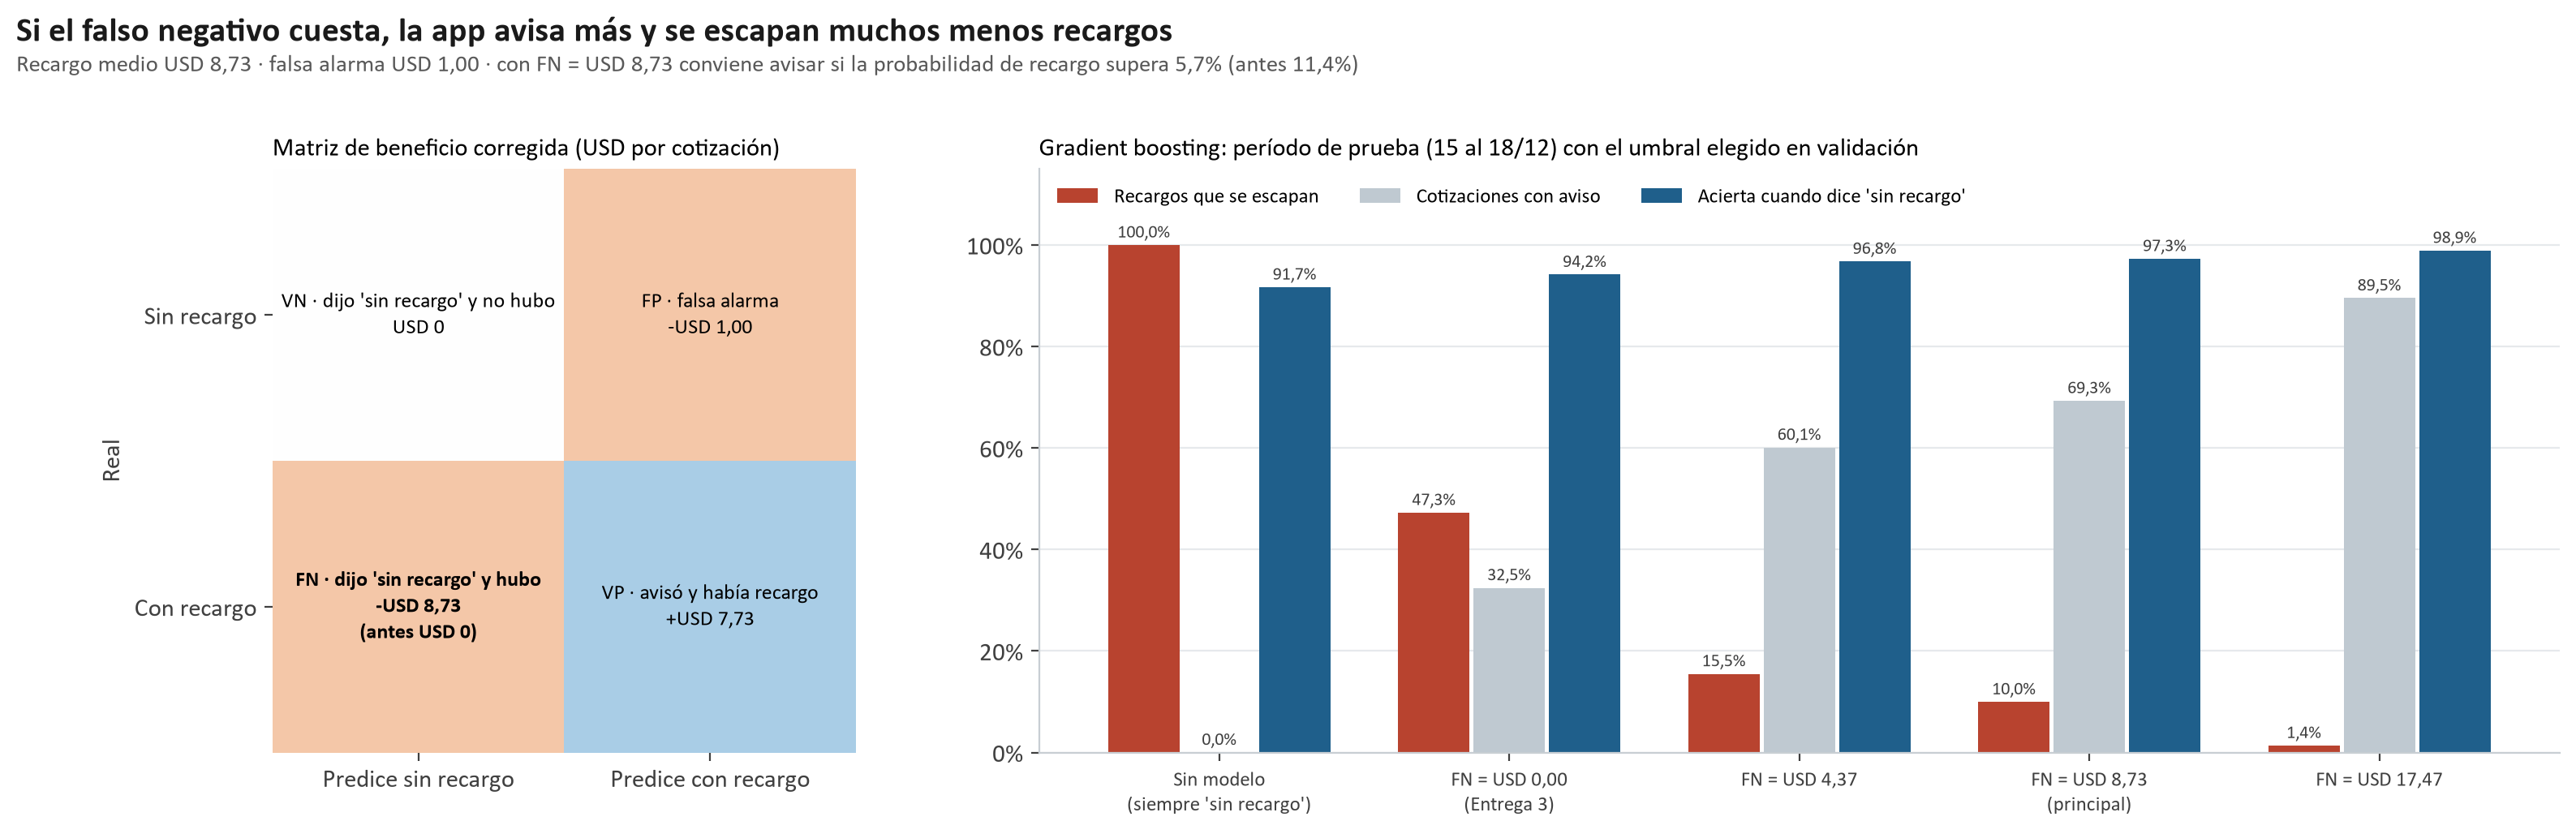 Si el falso negativo cuesta, la app avisa más y se escapan muchos menos recargos
Recargo medio USD 8,73 · falsa alarma USD 1,00 · con FN = USD 8,73 conviene avisar si la probabilidad de recargo supera 5,7% (antes 11,4%)
Matriz de beneficio corregida (USD por cotización)
Real
Sin recargo
Con recargo
VN · dijo 'sin recargo' y no hubo
USD 0
FP · falsa alarma
-USD 1,00
FN · dijo 'sin recargo' y hubo
-USD 8,73
(antes USD 0)
VP · avisó y había recargo
+USD 7,73
Predice sin recargo
Predice con recargo
Gradient boosting: período de prueba (15 al 18/12) con el umbral elegido en validación
Recargos que se escapan
Cotizaciones con aviso
Acierta cuando dice 'sin recargo'
100%
80%
60%
40%
20%
0%
100,0%
0,0%
91,7%
47,3%
32,5%
94,2%
15,5%
60,1%
96,8%
10,0%
69,3%
97,3%
1,4%
89,5%
98,9%
Sin modelo
(siempre 'sin recargo')
FN = USD 0,00
(Entrega 3)
FN = USD 4,37
FN = USD 8,73
(principal)
FN = USD 17,47